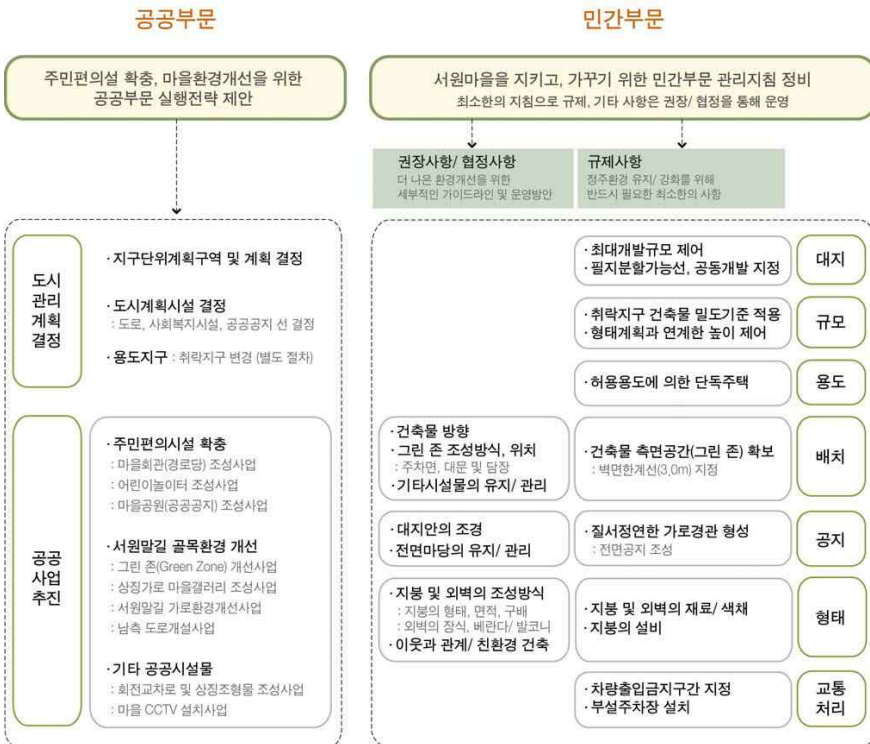 공공부문
주민편의설 확충, 마을환경개선을 위한
공공부문 실행전략 제안
도시
관리
계획
결정
· 지구단위계획구역 및 계획 결정
· 도시계획시설 결정
: 도로, 사회복지시설, 공공공지 선 결정
· 용도지구 : 취락지구 변경 (별도 절차)
공공
사업
추진
· 주민편의시설 확충
: 마을회관(경로당) 조성사업
: 어린이놀이터 조성사업
: 마을공원(공공공지) 조성사업
· 서원말길 골목환경 개선
: 그린 존(Green Zone) 개선사업
: 상징가로 마을갤러리 조성사업
: 서원말길 가로환경개선사업
: 남측 도로개설사업
· 기타 공공시설물
: 회전교차로 및 상징조형물 조성사업
: 마을 CCTV 설치사업
민간부문
서원마을을 지키고, 가꾸기 위한 민간부문 관리지침 정비
최소한의 지침으로 규제, 기타 사항은 권장/ 협정을 통해 운영
권장사항/ 협정사항
더 나은 환경개선을 위한
세부적인 가이드라인 및 운영방안
규제사항
정주환경 유지/ 강화를 위해
반드시 필요한 최소한의 사항
· 최대개발규모 제어
· 필지분할가능선, 공동개발 지정
대지
· 취락지구 건축물 밀도기준 적용
· 형태계획과 연계한 높이 제어
규모
· 허용용도에 의한 단독주택
용도
· 건축물 방향
· 그린 존 조성방식, 위치
: 주차면, 대문 및 담장
· 기타시설물의 유지/ 관리
· 건축물 측면공간(그린 존) 확보
: 벽면한계선(3.0m) 지정
배치
· 대지안의 조경
· 전면마당의 유지/ 관리
· 질서정연한 가로경관 형성
: 전면공지 조성
공지
· 지붕 및 외벽의 조성방식
: 지붕의 형태, 면적, 구배
: 외벽의 장식, 베란다/ 발코니
· 이웃과 관계/ 친환경 건축
· 지붕 및 외벽의 재료/ 색채
· 지붕의 설비
형태
· 차량출입금지구간 지정
· 부설주차장 설치
교통
처리